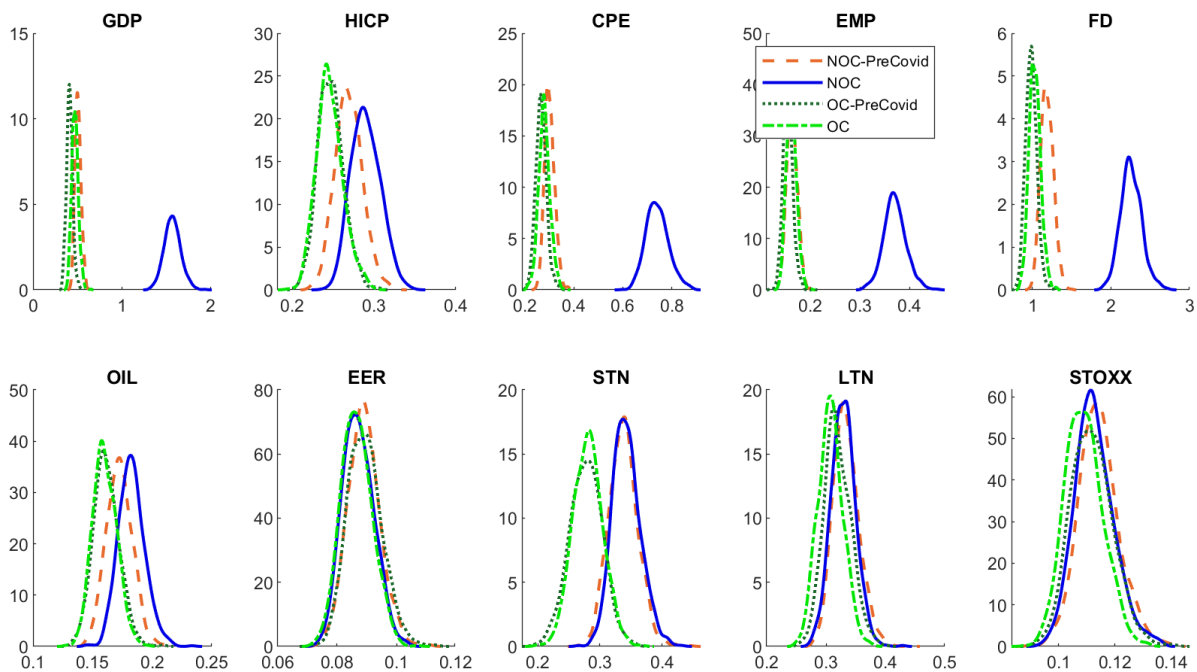 GDP HICP CPE EMP FD
15 30 25 50 6
NOC-PreCovid
NOC
OC-PreCovid
OC
25 5
20 40
10 20 4
15 30
15 3
10 20
5 10 2
5 10
5 1
0 0 0 0 0
0 1 2 0.2 0.3 0.4 0.2 0.4 0.6 0.8 0.2 0.3 0.4 1 2 3
OIL EER STN LTN STOXX
50 80 20 20 60
40 50
60 15 15
30 40
40 10 10 30
20
20
20 5 5
10 10
0 0 0 0 0
0.1 0.15 0.2 0.25 0.06 0.08 0.1 0.12 0.2 0.3 0.4 0.2 0.3 0.4 0.5 0.1 0.12 0.14